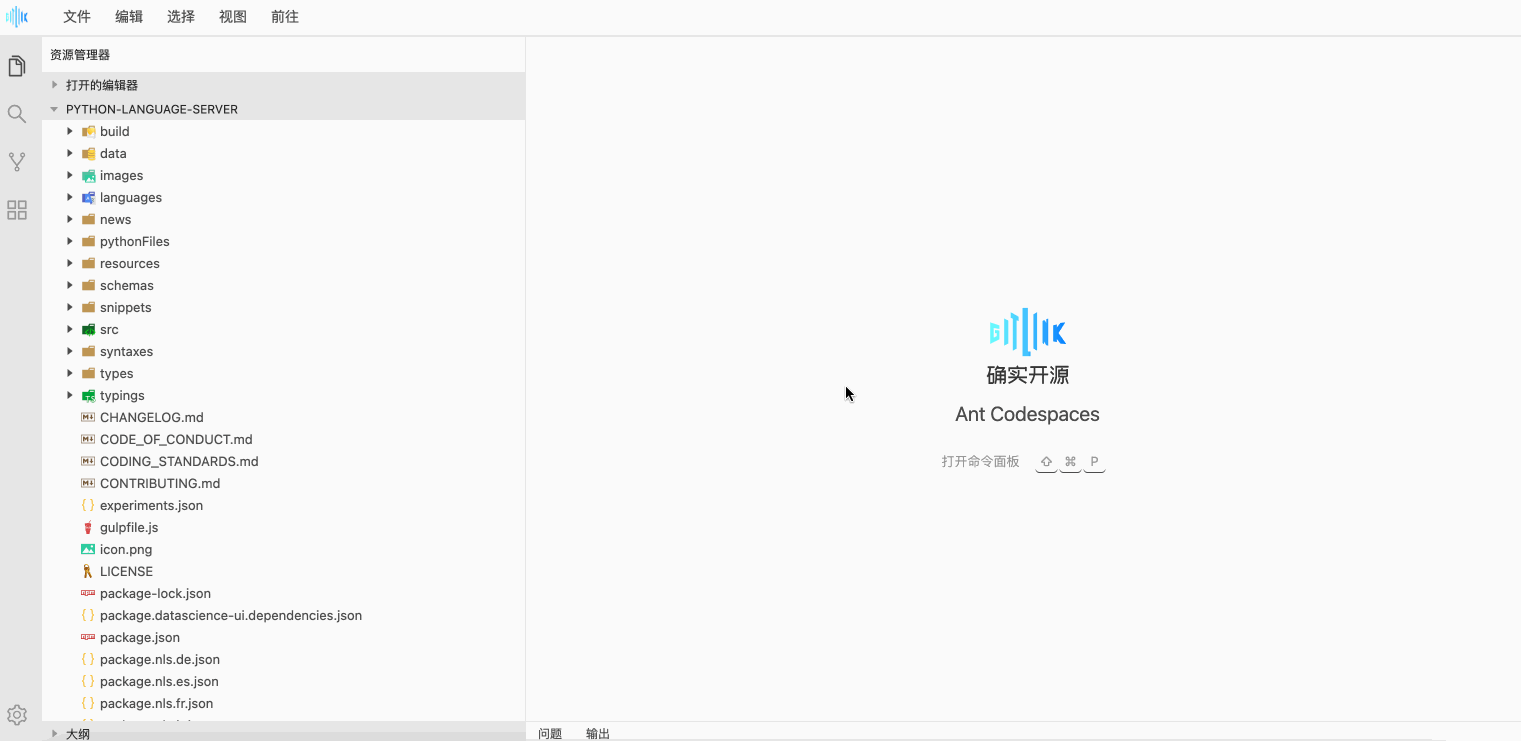 文件 编辑 选择 视图 前往
资源管理器
打开的编辑器
PYTHON-LANGUAGE-SERVER
build
data
images
languages
news
pythonFiles
resources
schemas
snippets
src
syntaxes
types
typings
CHANGELOG.md
CODE_OF_CONDUCT.md
CODING_STANDARDS.md
CONTRIBUTING.md
experiments.json
gulpfile.js
icon.png
LICENSE
package-lock.json
package.datascience-ui.dependencies.json
package.json
package.nls.de.json
package.nls.es.json
package.nls.fr.json
大纲
GITLINK
确实开源
Ant Codespaces
打开命令面板 ⇧ ⌘ P
问题 输出